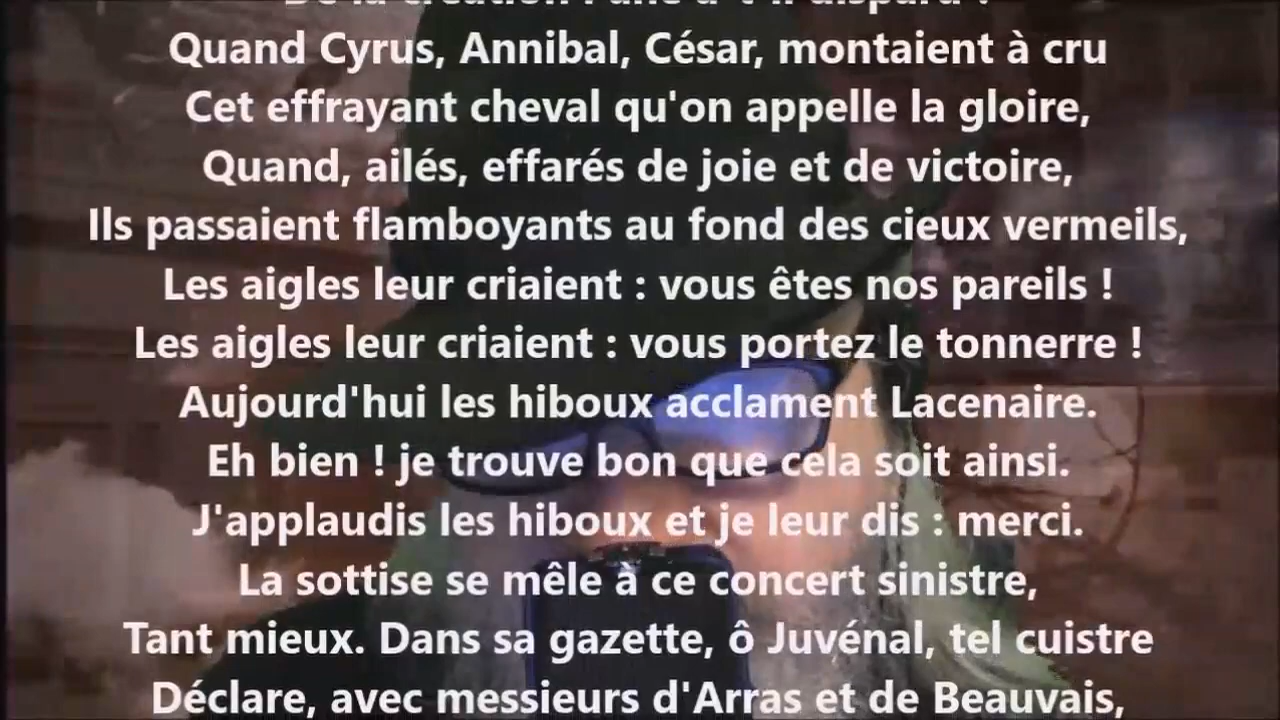 Quand Cyrus, Annibal, César, montaient à cru
Cet effrayant cheval qu'on appelle la gloire,
Quand, ailés, effarés de joie et de victoire,
Ils passaient flamboyants au fond des cieux vermeils,
Les aigles leur criaient : vous êtes nos pareils !
Les aigles leur criaient : vous portez le tonnerre !
Aujourd'hui les hiboux acclament Lacenaire.
Eh bien ! je trouve bon que cela soit ainsi.
J'applaudis les hiboux et je leur dis : merci.
La sottise se mêle à ce concert sinistre,
Tant mieux. Dans sa gazette, ô Juvénal, tel cuistre
Déclare, avec messieurs d'Arras et de Beauvais,